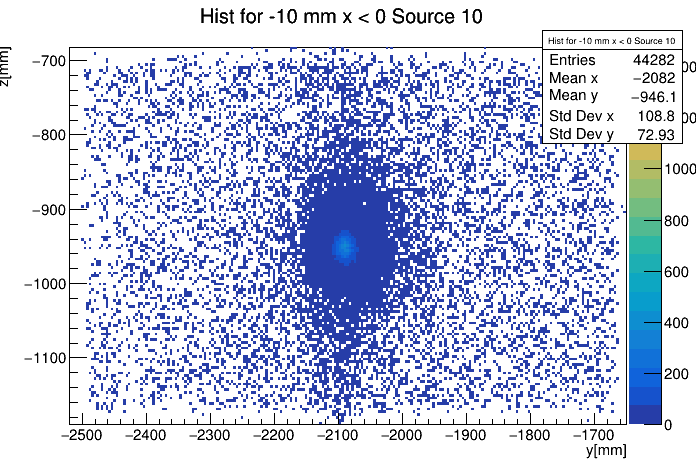 Hist for -10 mm x < 0 Source 10
z[mm]
Hist for -10 mm x < 0 Source 10
Entries 44282
Mean x −2082
Mean y −946.1
Std Dev x 108.8
Std Dev y 72.93
−700
−800
−900
−1000
−1100
1000
800
600
400
200
0
−2500 −2400 −2300 −2200 −2100 −2000 −1900 −1800 −1700
y[mm]